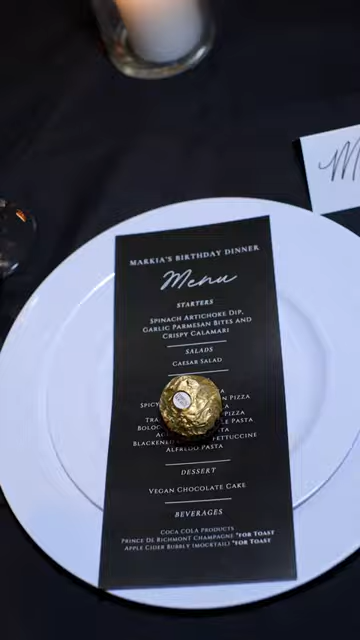 M
MARKIA'S BIRTHDAY DINNER
Menu
STARTERS
SPINACH ARTICHOKE DIP,
GARLIC PARMESAN BITES AND
CRISPY CALAMARI
SALADS
CAESAR SALAD
PIZZA
PIZZA
PASTA
FETTUCINE
ALFREDO PASTA
DESSERT
VEGAN CHOCOLATE CAKE
BEVERAGES
COCA COLA PRODUCTS
PRINCE DE RICHMONT CHAMPAGNE *FOR TOAST
APPLE CIDER BUBBLY (MOCKTAIL) *FOR TOAST